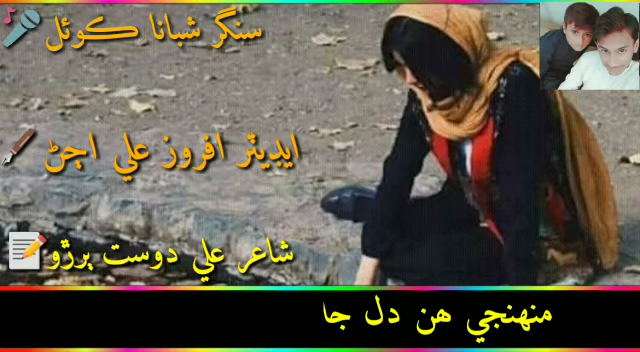 سنگر شبانا ڪوئل
ايڊيٽر افروز علي اڄڻ
شاعر علي دوست ٻرڙو
منهنجي هن دل جا